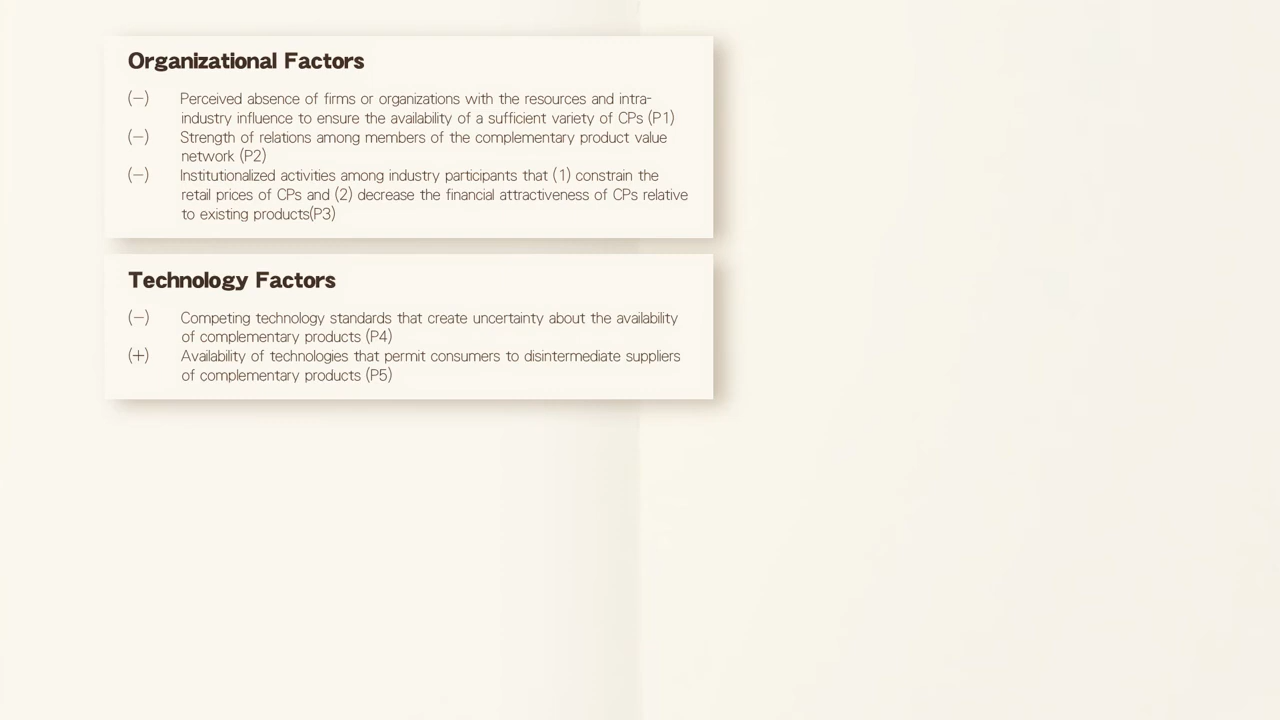 Organizational Factors
(−) Perceived absence of firms or organizations with the resources and intra-
industry influence to ensure the availability of a sufficient variety of CPs (P1)
(−) Strength of relations among members of the complementary product value
network (P2)
(−) Institutionalized activities among industry participants that (1) constrain the
retail prices of CPs and (2) decrease the financial attractiveness of CPs relative
to existing products(P3)
Technology Factors
(−) Competing technology standards that create uncertainty about the availability
of complementary products (P4)
(+) Availability of technologies that permit consumers to disintermediate suppliers
of complementary products (P5)